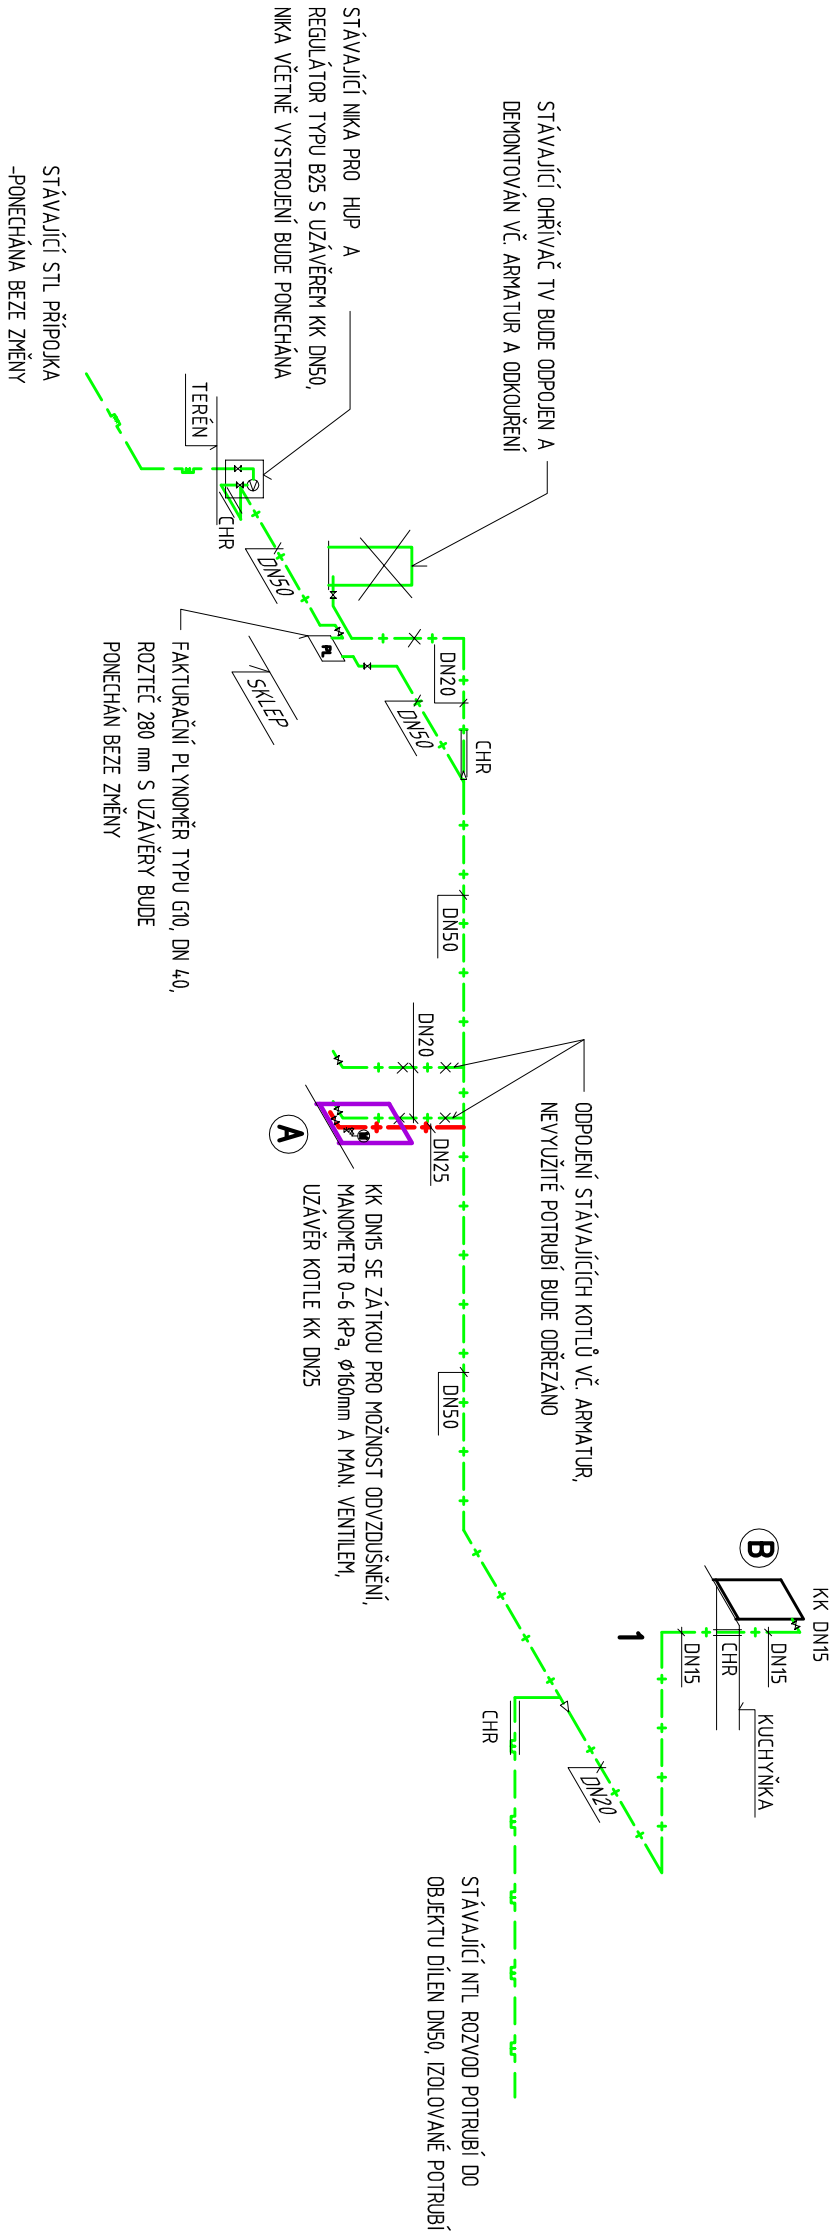 STÁVAJÍCÍ STL PŘÍPOJKA
-PONECHÁNA BEZE ZMĚNY
STÁVAJÍCÍ NIKA PRO HUP A
REGULÁTOR TYPU B25 S UZÁVĚREM KK DN50,
NIKA VČETNĚ VYSTROJENÍ BUDE PONECHÁNA
STÁVAJÍCÍ OHŘÍVAČ TV BUDE ODPOJEN A
DEMONTOVÁN VČ. ARMATUR A ODKOUŘENÍ
TERÉN
CHR
DN50
PL
SKLEP
FAKTURAČNÍ PLYNOMĚR TYPU G10, DN 40,
ROZTEČ 280 mm S UZÁVĚRY BUDE
PONECHÁN BEZE ZMĚNY
DN20
DN50
CHR
DN50
DN20
DN25
A
ODPOJENÍ STÁVAJÍCÍCH KOTLŮ VČ. ARMATUR,
NEVYUŽITÉ POTRUBÍ BUDE ODŘEZÁNO
KK DN15 SE ZÁTKOU PRO MOŽNOST ODVZDUŠNĚNÍ,
MANOMETR 0-6 kPa, Ø160mm A MAN. VENTILEM,
UZÁVĚR KOTLE KK DN25
DN50
B
KK DN15
DN15
CHR
DN15
KUCHYŇKA
1
CHR
DN20
STÁVAJÍCÍ NTL ROZVOD POTRUBÍ DO
OBJEKTU DÍLEN DN50, IZOLOVANÉ POTRUBÍ